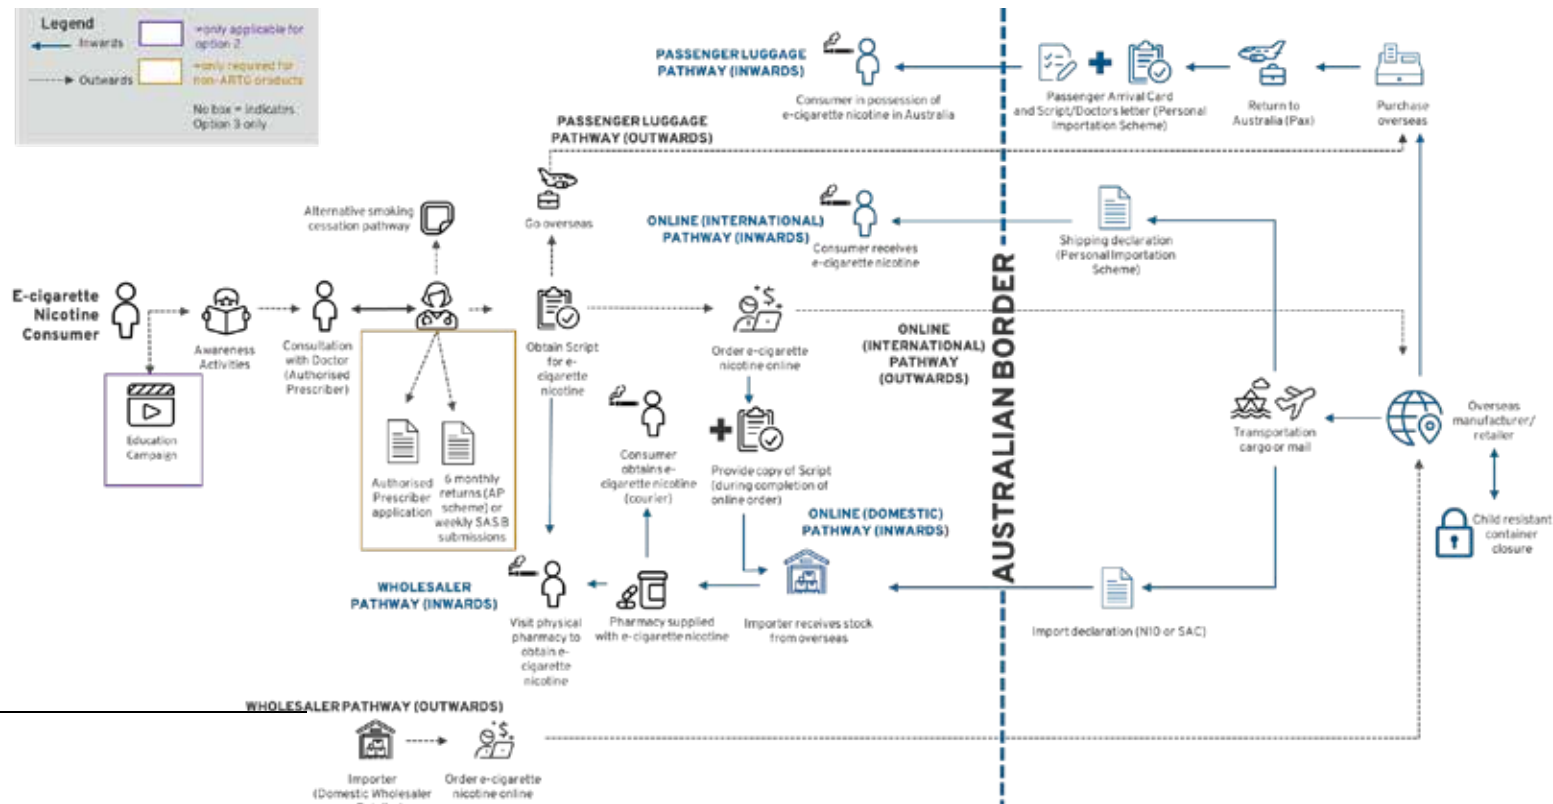 Legend
Inwards
Outwards
=only applicable for
option 2
=only required for
non-ARTG products
No box = indicates
Option 3 only
PASSENGER LUGGAGE
PATHWAY (INWARDS)
Consumer in possession of
e-cigarette nicotine in Australia
Passenger Arrival Card
and Script/Doctors letter (Personal
Importation Scheme)
Return to
Australia (Pax)
Purchase
overseas
PASSENGER LUGGAGE
PATHWAY (OUTWARDS)
Go overseas
Alternative smoking
cessation pathway
ONLINE (INTERNATIONAL)
PATHWAY (INWARDS)
Consumer receives
e-cigarette nicotine
Shipping declaration
(Personal Importation
Scheme)
E-cigarette
Nicotine
Consumer
Awareness
Activities
Consultation
with Doctor
(Authorised
Prescriber)
Obtain Script
for e-
cigarette
nicotine
Order e-cigarette
nicotine online
ONLINE
(INTERNATIONAL)
PATHWAY
(OUTWARDS)
AUSTRALIAN BORDER
Education
Campaign
Authorised
Prescriber
application
6 monthly
returns (AP
scheme) or
weekly SAS B
submissions
Consumer
obtains e-
cigarette nicotine
(courier)
Provide copy of Script
(during completion of
online order)
Transportation
cargo or mail
Overseas
manufacturer/
retailer
Child resistant
container
closure
ONLINE (DOMESTIC)
PATHWAY (INWARDS)
WHOLESALER
PATHWAY (INWARDS)
Visit physical
pharmacy to
obtain e-
cigarette
nicotine
Pharmacy supplied
with e-cigarette nicotine
Importer receives stock
from overseas
Import declaration (N10 or SAC)
WHOLESALER PATHWAY (OUTWARDS)
Importer
(Domestic Wholesaler
Order e-cigarette
nicotine online